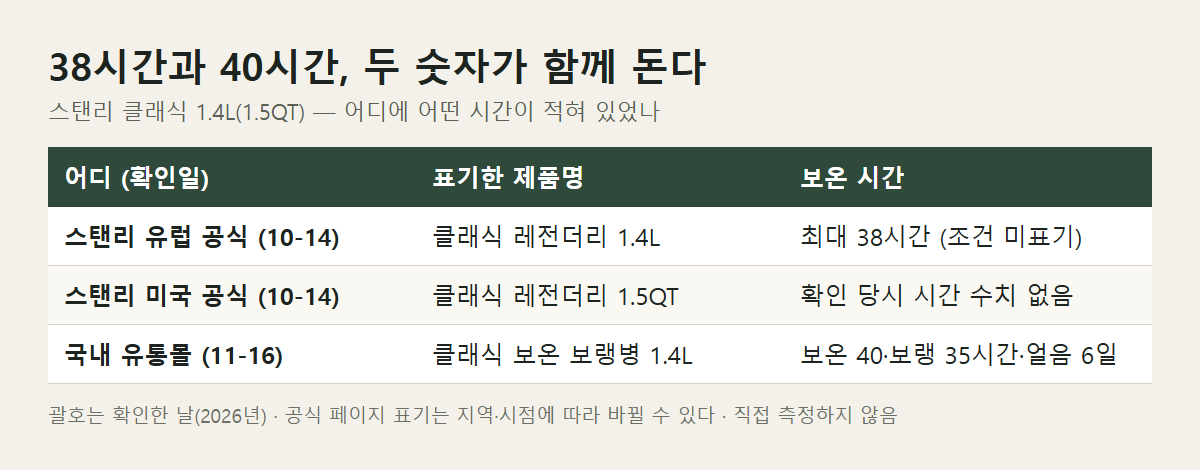 38시간과 40시간, 두 숫자가 함께 돈다
스탠리 클래식 1.4L(1.5QT) — 어디에 어떤 시간이 적혀 있었나
어디 (확인일) 표기한 제품명 보온 시간
스탠리 유럽 공식 (10-14) 클래식 레전더리 1.4L 최대 38시간 (조건 미표기)
스탠리 미국 공식 (10-14) 클래식 레전더리 1.5QT 확인 당시 시간 수치 없음
국내 유통몰 (11-16) 클래식 보온 보랭병 1.4L 보온 40·보랭 35시간·얼음 6일
괄호는 확인한 날(2026년) · 공식 페이지 표기는 지역·시점에 따라 바뀔 수 있다 · 직접 측정하지 않음